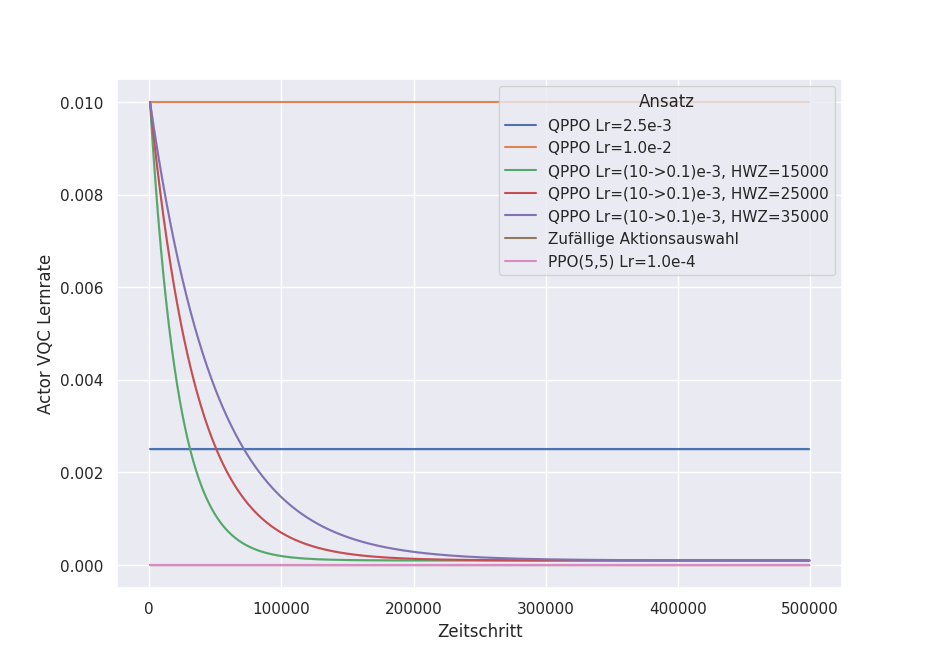 0.010
0.008
0.006
0.004
0.002
0.000
Actor VQC Lernrate
Ansatz
QPPO Lr=2.5e-3
QPPO Lr=1.0e-2
QPPO Lr=(10->0.1)e-3, HWZ=15000
QPPO Lr=(10->0.1)e-3, HWZ=25000
QPPO Lr=(10->0.1)e-3, HWZ=35000
Zufällige Aktionsauswahl
PPO(5,5) Lr=1.0e-4
0 100000 200000 300000 400000 500000
Zeitschritt